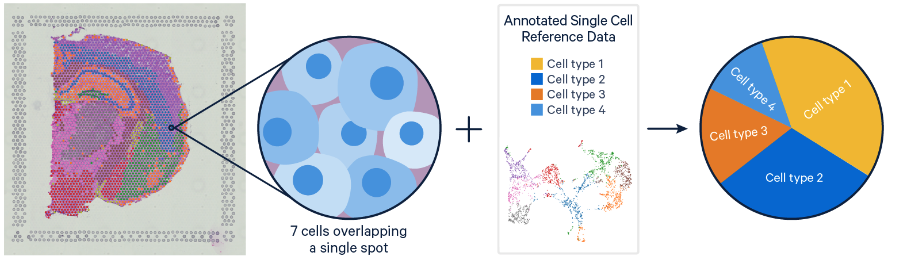 7 cells overlapping
a single spot
Annotated Single Cell
Reference Data
Cell type 1
Cell type 2
Cell type 3
Cell type 4
Cell type 1
Cell type 2
Cell type 3
Cell type 4